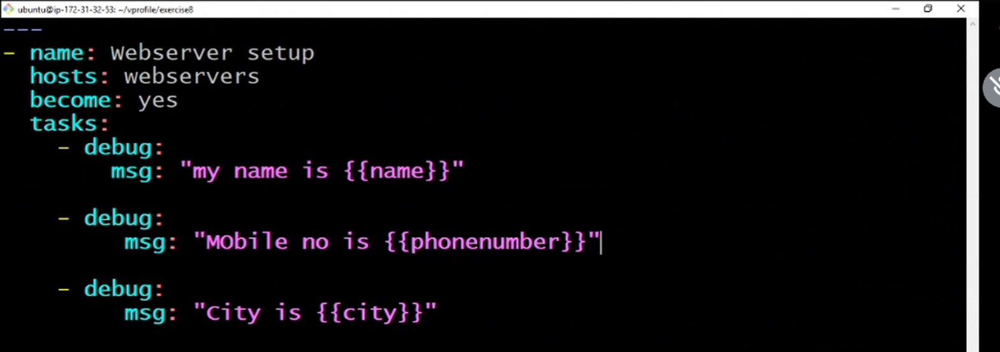 ubuntu@ip-172-31-32-53: ~/vprofile/exercise8
---
- name: Webserver setup
  hosts: webservers
  become: yes
  tasks:
    - debug:
        msg: "my name is {{name}}"
    - debug:
         msg: "MObile no is {{phonenumber}}"
    - debug:
         msg: "City is {{city}}"